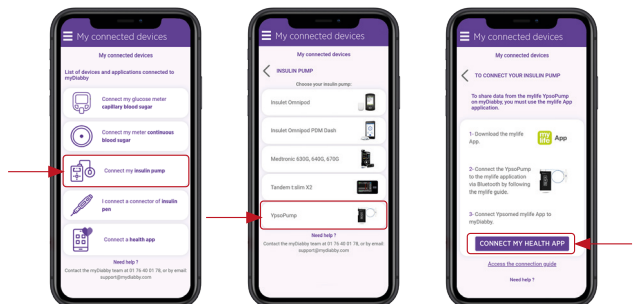 My connected devices
My connected devices
List of devices and applications connected to
myDiabby
Connect my glucose meter
capillary blood sugar
Connect my meter continuous
blood sugar
Connect my insulin pump
I connect a connector of insulin
pen
Connect a health app
Need help ?
Contact the myDiabby team at 01 76 40 01 78, or by email
support@mydiabby.com
My connected devices
My connected devices
INSULIN PUMP
Choose your insulin pump:
Insulet Omnipod
Insulet Omnipod PDM Dash
Medtronic 630G, 640G, 670G
Tandem t:slim X2
YpsoPump
Need help ?
Contact the myDiabby team at 01 76 40 01 78, or by email
support@mydiabby.com
My connected devices
My connected devices
TO CONNECT YOUR INSULIN PUMP
To share data from the mylife YpsoPump
on myDiabby, you must use the mylife App
application.
1- Download the mylife
App.
my
life
App
2- Connect the YpsoPump
to the mylife application
via Bluetooth by following
the mylife guide.
3- Connect Ypsomed mylife App to
myDiabby.
CONNECT MY HEALTH APP
Access the connection guide
Need help ?